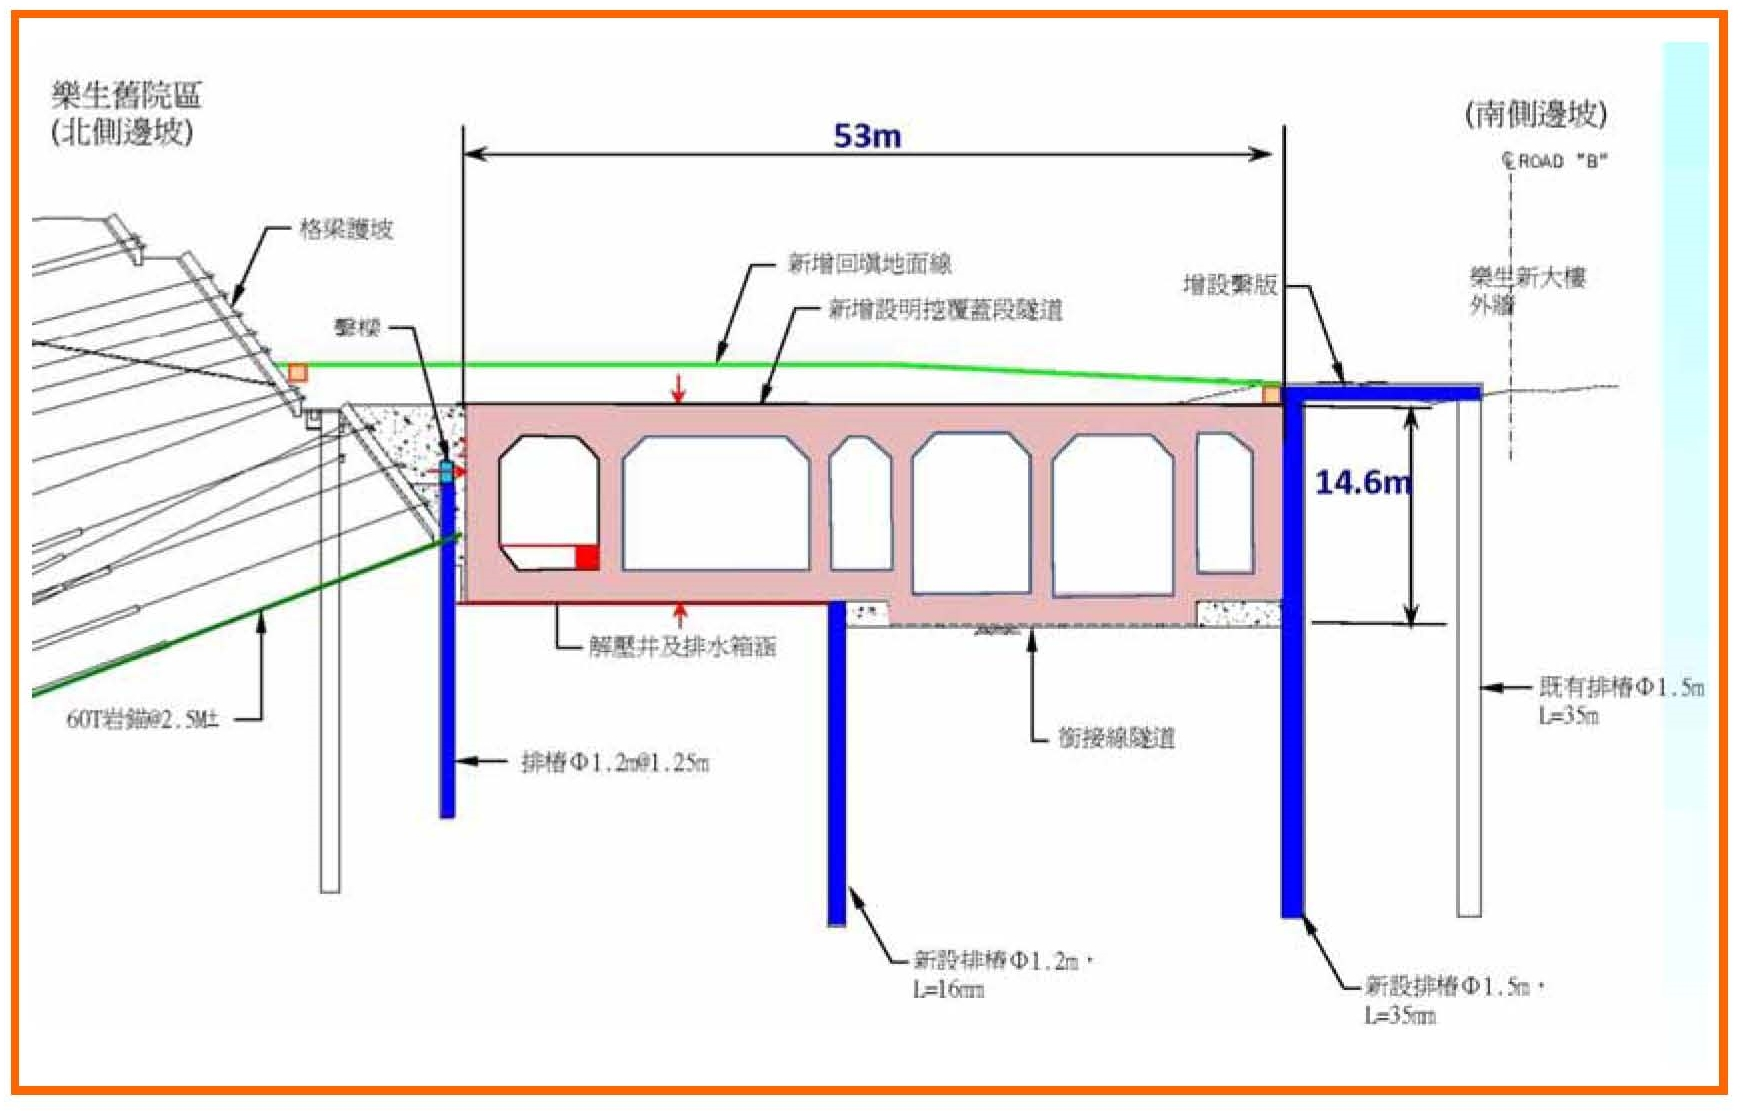 樂生舊院區
(北側邊坡)
53m
(南側邊坡)
℄ ROAD "B"
格梁護坡
新增回填地面線
增設繫版
樂生新大樓
外牆
新增設明挖覆蓋段隧道
繫樑
14.6m
解壓井及排水箱涵
既有排樁Φ1.5m
L=35m
60T岩錨@2.5M±
銜接線隧道
排樁Φ1.2m@1.25m
新設排樁Φ1.2m，
L=16mm
新設排樁Φ1.5m，
L=35mm